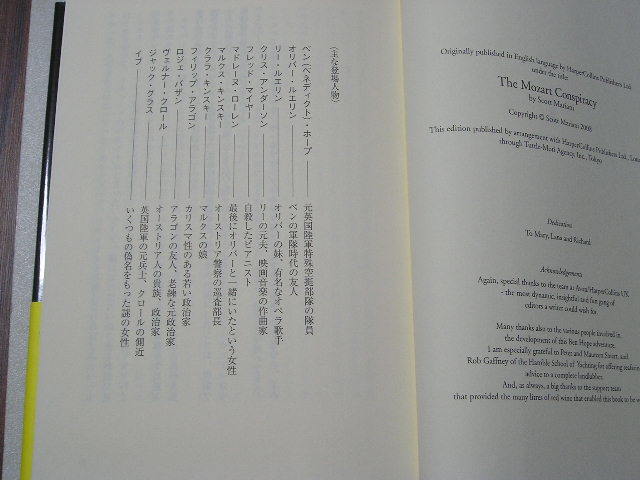 （主な登場人物）
ベン（ベネディクト）・ホープ――元英国陸軍特殊空挺部隊の隊員
オリバー・ルエリン――ベンの軍隊時代の友人
リー・ルエリン――オリバーの妹、有名なオペラ歌手
クリス・アンダーソン――リーの元夫、映画音楽の作曲家
フレッド・マイヤー――自殺したピアニスト
マドレーヌ・ローレン――最後にオリバーと一緒にいたという女性
マルクス・キンスキー――オーストリア警察の巡査部長
クララ・キンスキー――マルクスの娘
フィリップ・アラゴン――カリスマ性のある若い政治家
ロジェ・バザン――アラゴンの友人、老練な元政治家
ヴェルナー・クロール――オーストリア人の貴族、政治家
ジャック・グラス――英国陸軍の元兵士、クロールの側近
イブ――いくつもの偽名をもった謎の女性
Originally published in English language by HarperCollins Publishers Ltd.
under the title:
The Mozart Conspiracy
by Scott Mariani
Copyright © Scott Mariani 2008
This edition published by arrangement with HarperCollins Publishers Ltd.,
through Tuttle-Mori Agency, Inc., Tokyo
Dedication
To Mary, Lana and Richard
Acknowledgements
Again, special thanks to the team at Avon/HarperCollins UK
- the most dynamic, insightful and fun gang of
editors a writer could wish for.
Many thanks also to the various people involved in
the development of this Ben Hope adventure.
I am especially grateful to Peter and Maureen
Rob Gaffney of the Hamble School of Yachting for offering
advice to a complete landlubber.
And, as always, a big thanks to the support team
that provided the many litres of red wine that enabled this book to be